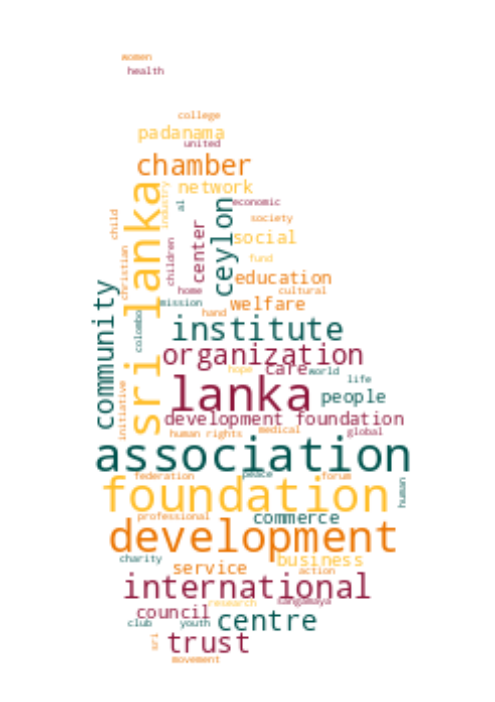 women
health
college
padanama
united
chamber
network
industry
al
economic
sri lanka
child
society
ceylon
center
children
social
christian
fund
education
home
cultural
mission
welfare
hand
community
colombo
institute
organization
hope
care
world
life
lanka
people
initiative
development foundation
human rights
medical
global
association
federation
peace
forum
human
foundation
professional
commerce
development
charity
business
service
action
international
research
sangamaya
council
club
youth
centre
sri
trust
movement